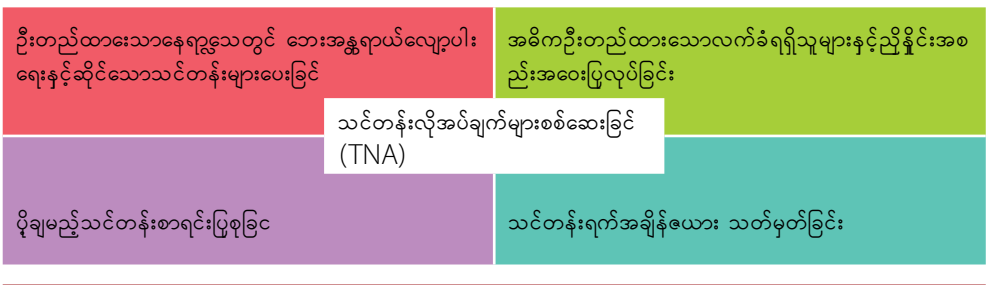 ဦးတည်ထားသောနေရာ္လသေတွင် ဘေးအန္တရာယ်လျော့ပါး
ရေးနှင့်ဆိုင်သောသင်တန်းများပေးခြင်
အဓိကဦးတည်ထားသောလက်ခံရရှိသူများနှင့်ညှိနှိုင်းအစ
ည်းအဝေးပြုလုပ်ခြင်း
သင်တန်းလိုအပ်ချက်များစစ်ဆေးခြင်
(TNA)
ပို့ချမည့်သင်တန်းစာရင်းပြုစုခြင
သင်တန်းရက်အချိန်ဇယား သတ်မှတ်ခြင်း